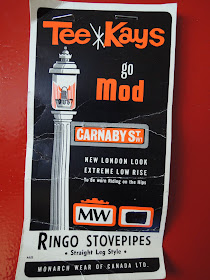 Tee Kays
go
Mod
CARNABY ST.
NEW LONDON LOOK
EXTREME LOW RISE
To Be Worn Riding on the Hips
MW
RINGO STOVEPIPES
• Straight Leg Style •
MONARCH WEAR OF CANADA LTD.